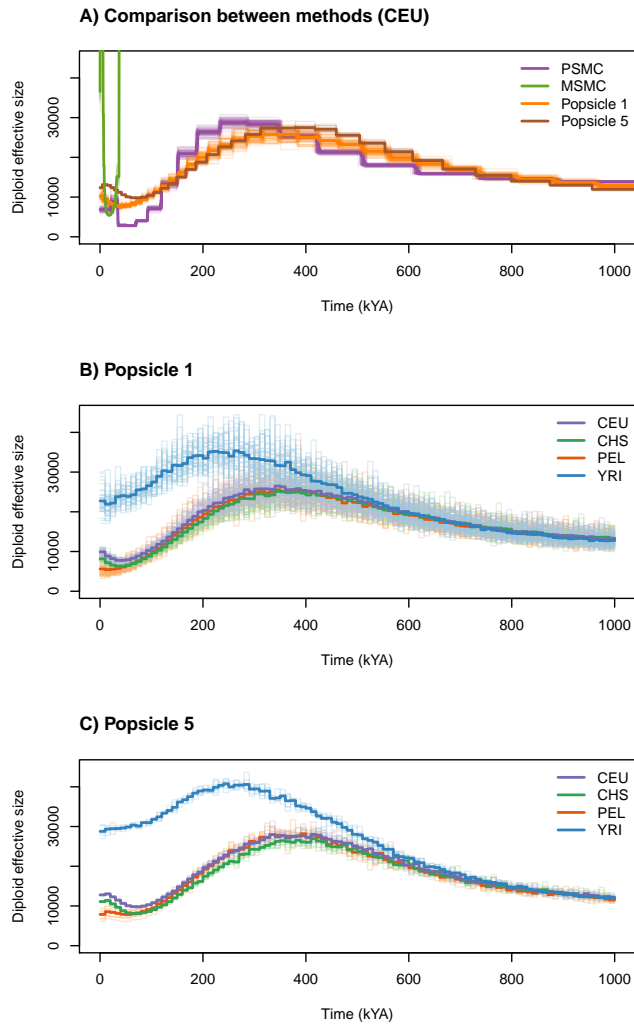 A) Comparison between methods (CEU)
Diploid effective size
0 10000 30000
PSMC
MSMC
Popsicle 1
Popsicle 5
0 200 400 600 800 1000
Time (kYA)
B) Popsicle 1
Diploid effective size
0 10000 30000
CEU
CHS
PEL
YRI
0 200 400 600 800 1000
Time (kYA)
C) Popsicle 5
Diploid effective size
0 10000 30000
CEU
CHS
PEL
YRI
0 200 400 600 800 1000
Time (kYA)